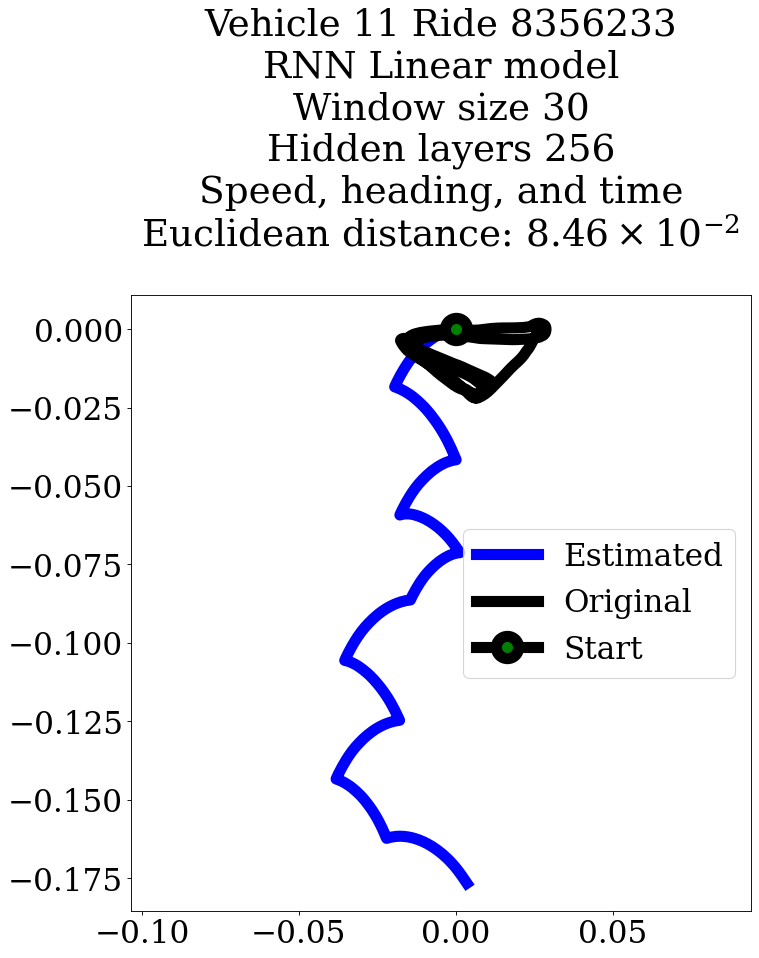 Vehicle 11 Ride 8356233
RNN Linear model
Window size 30
Hidden layers 256
Speed, heading, and time
Euclidean distance: 8.46 × 10⁻²
0.000
−0.025
−0.050
−0.075
−0.100
−0.125
−0.150
−0.175
Estimated
Original
Start
−0.10
−0.05
0.00
0.05